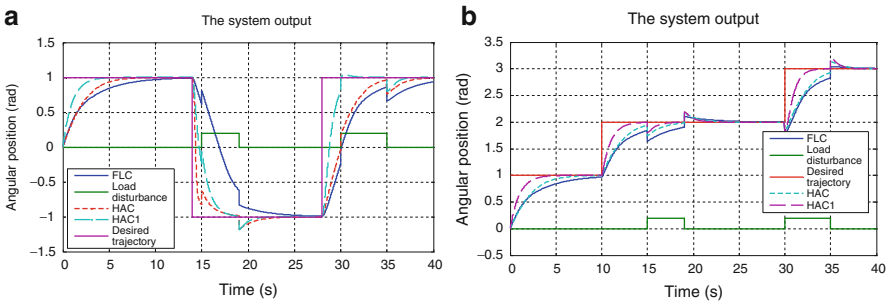 a
The system output
Angular position (rad)
1.5
1
0.5
0
−0.5
−1
−1.5
FLC
Load
disturbance
HAC
HAC1
Desired
trajectory
0 5 10 15 20 25 30 35 40
Time (s)
b
The system output
Angular position (rad)
3.5
3
2.5
2
1.5
1
0.5
0
−0.5
FLC
Load
disturbance
Desired
trajectory
HAC
HAC1
0 5 10 15 20 25 30 35 40
Time (s)